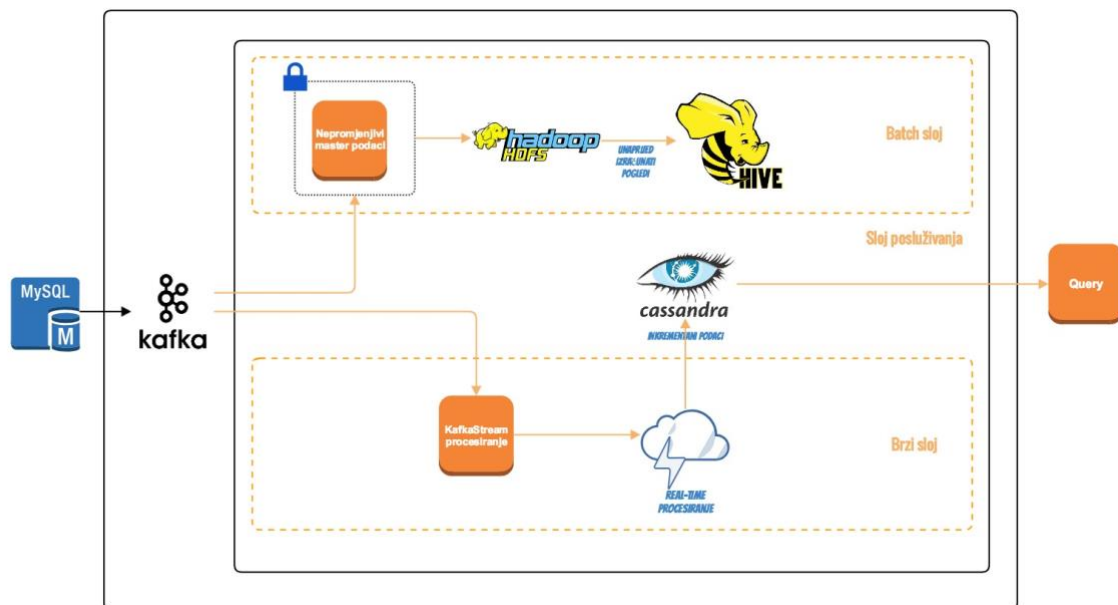 Nepromjenjivi
master podaci
hadoop
HDFS
UNAPRIJED
IZRAČUNATI
POGLEDI
HIVE
Batch sloj
Sloj posluživanja
MySQL
M
kafka
cassandra
INKREMENTANI PODACI
Query
KafkaStream
procesiranje
REAL-TIME
PROCESIRANJE
Brzi sloj